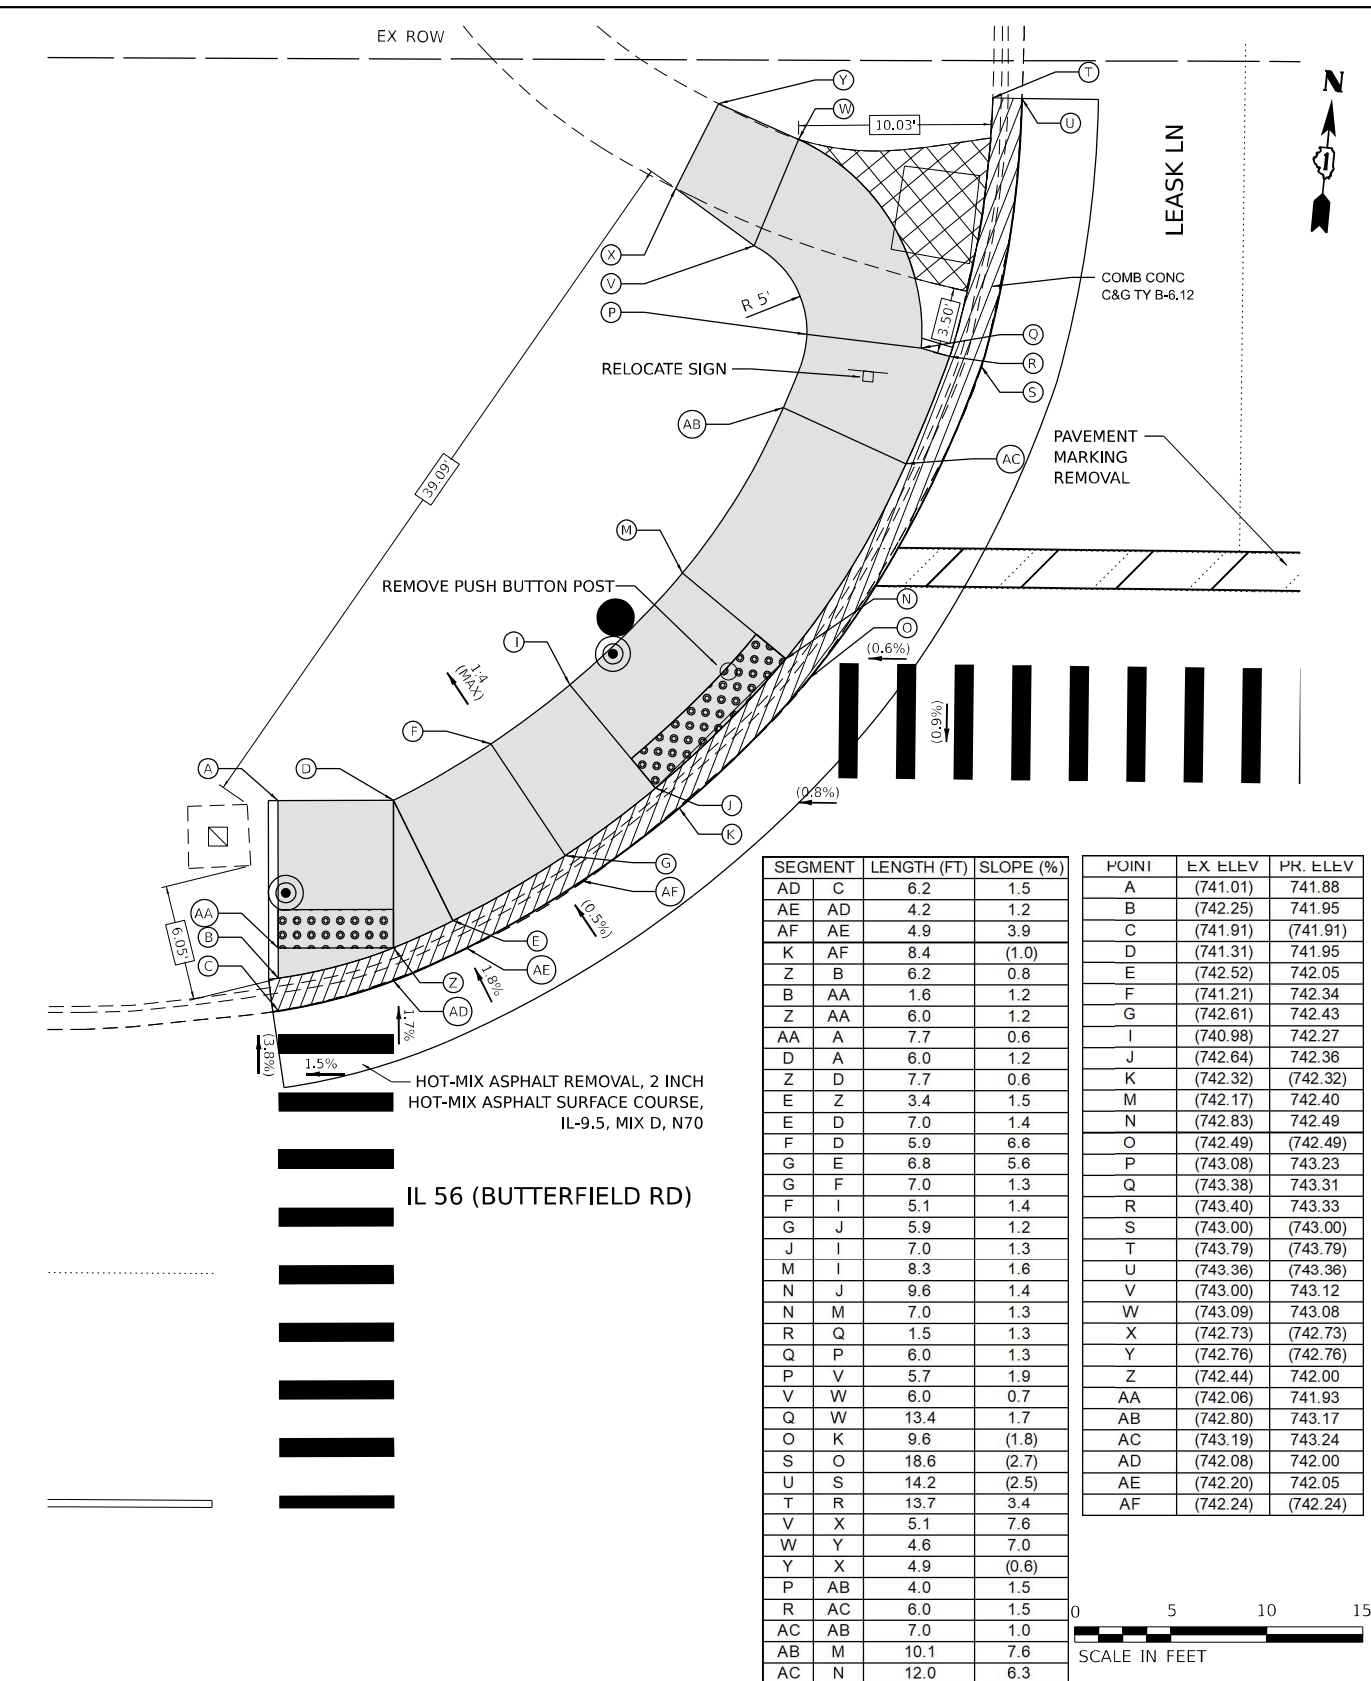 EX ROW
Y
W
T
U
10.03'
N
1
LEASK LN
X
V
P
R 5'
COMB CONC
C&G TY B-6.12
3.50'
Q
R
S
RELOCATE SIGN
AB
AC
PAVEMENT
MARKING
REMOVAL
39.09'
M
REMOVE PUSH BUTTON POST
N
O
(0.6%)
I
1:4
(MAX)
(0.9%)
F
A
D
(0.8%)
J
K
G
AF
(0.5%)
AA
B
C
6.05'
E
Z
AE
AD
1.8%
1.7%
(3.8%)
1.5%
HOT-MIX ASPHALT REMOVAL, 2 INCH
HOT-MIX ASPHALT SURFACE COURSE,
IL-9.5, MIX D, N70
IL 56 (BUTTERFIELD RD)
SEGMENT LENGTH (FT) SLOPE (%)
AD C 6.2 1.5
AE AD 4.2 1.2
AF AE 4.9 3.9
K AF 8.4 (1.0)
Z B 6.2 0.8
B AA 1.6 1.2
Z AA 6.0 1.2
AA A 7.7 0.6
D A 6.0 1.2
Z D 7.7 0.6
E Z 3.4 1.5
E D 7.0 1.4
F D 5.9 6.6
G E 6.8 5.6
G F 7.0 1.3
F I 5.1 1.4
G J 5.9 1.2
J I 7.0 1.3
M I 8.3 1.6
N J 9.6 1.4
N M 7.0 1.3
R Q 1.5 1.3
Q P 6.0 1.3
P V 5.7 1.9
V W 6.0 0.7
Q W 13.4 1.7
O K 9.6 (1.8)
S O 18.6 (2.7)
U S 14.2 (2.5)
T R 13.7 3.4
V X 5.1 7.6
W Y 4.6 7.0
Y X 4.9 (0.6)
P AB 4.0 1.5
R AC 6.0 1.5
AC AB 7.0 1.0
AB M 10.1 7.6
AC N 12.0 6.3
POINT EX. ELEV PR. ELEV
A (741.01) 741.88
B (742.25) 741.95
C (741.91) (741.91)
D (741.31) 741.95
E (742.52) 742.05
F (741.21) 742.34
G (742.61) 742.43
I (740.98) 742.27
J (742.64) 742.36
K (742.32) (742.32)
M (742.17) 742.40
N (742.83) 742.49
O (742.49) (742.49)
P (743.08) 743.23
Q (743.38) 743.31
R (743.40) 743.33
S (743.00) (743.00)
T (743.79) (743.79)
U (743.36) (743.36)
V (743.00) 743.12
W (743.09) 743.08
X (742.73) (742.73)
Y (742.76) (742.76)
Z (742.44) 742.00
AA (742.06) 741.93
AB (742.80) 743.17
AC (743.19) 743.24
AD (742.08) 742.00
AE (742.20) 742.05
AF (742.24) (742.24)
0 5 10 15
SCALE IN FEET